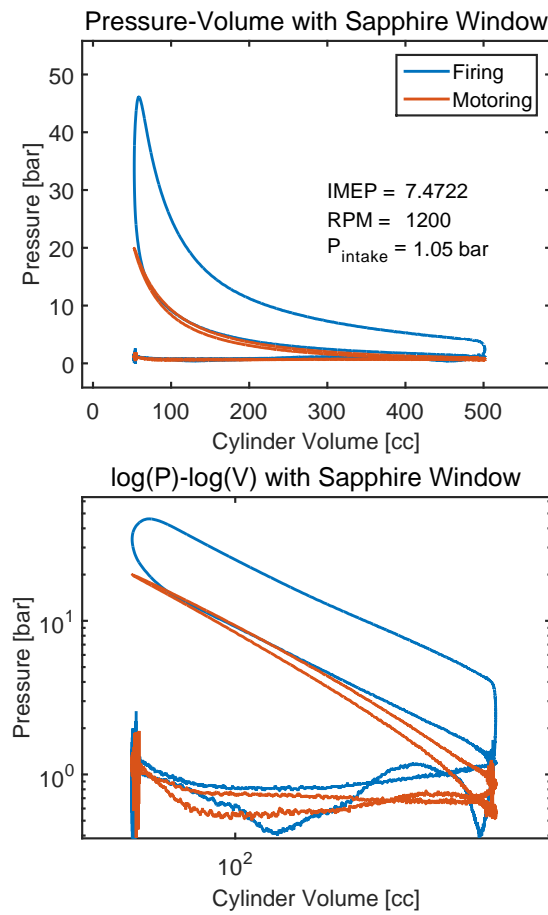 Pressure-Volume with Sapphire Window
Firing
Motoring
IMEP = 7.4722
RPM = 1200
P_intake = 1.05 bar
Pressure [bar]
50
40
30
20
10
0
0 100 200 300 400 500
Cylinder Volume [cc]
log(P)-log(V) with Sapphire Window
Pressure [bar]
10^1
10^0
10^2
Cylinder Volume [cc]